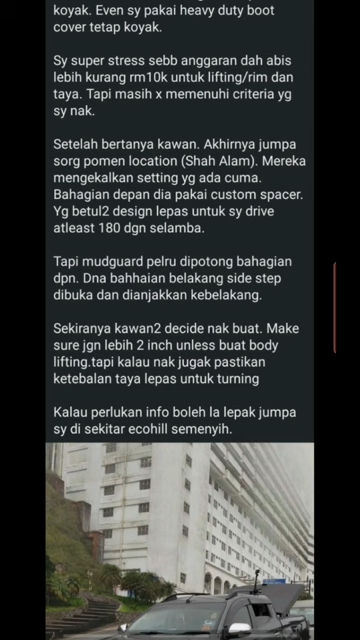 koyak. Even sy pakai heavy duty boot
cover tetap koyak.
Sy super stress sebb anggaran dah abis
lebih kurang rm10k untuk lifting/rim dan
taya. Tapi masih x memenuhi criteria yg
sy nak.
Setelah bertanya kawan. Akhirnya jumpa
sorg pomen location (Shah Alam). Mereka
mengekalkan setting yg ada cuma.
Bahagian depan dia pakai custom spacer.
Yg betul2 design lepas untuk sy drive
atleast 180 dgn selamba.
Tapi mudguard pelru dipotong bahagian
dpn. Dna bahhaian belakang side step
dibuka dan dianjakkan kebelakang.
Sekiranya kawan2 decide nak buat. Make
sure jgn lebih 2 inch unless buat body
lifting.tapi kalau nak jugak pastikan
ketebalan taya lepas untuk turning
Kalau perlukan info boleh la lepak jumpa
sy di sekitar ecohill semenyih.